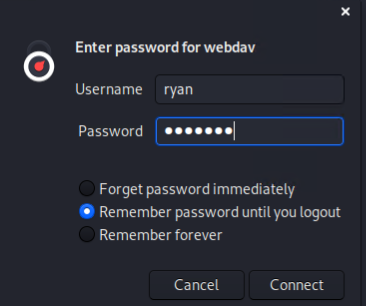 Enter password for webdav
Username ryan
Password ●●●●●●●
Forget password immediately
Remember password until you logout
Remember forever
Cancel Connect